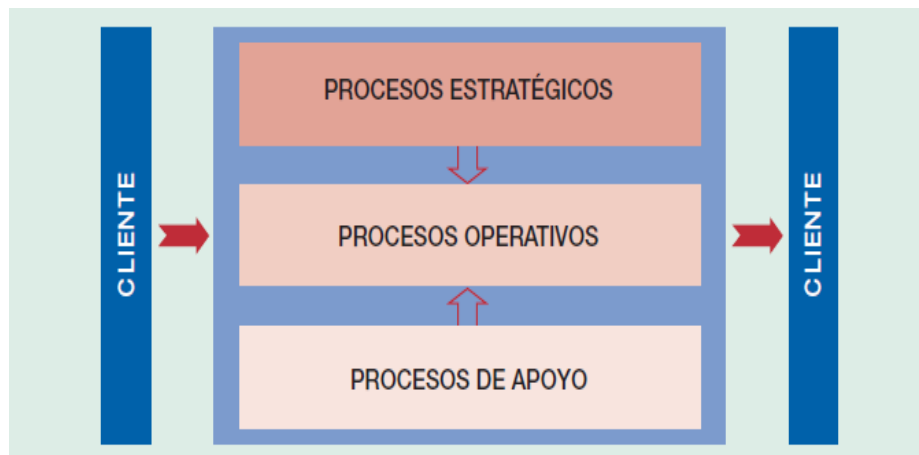 CLIENTE
PROCESOS ESTRATÉGICOS
PROCESOS OPERATIVOS
PROCESOS DE APOYO
CLIENTE